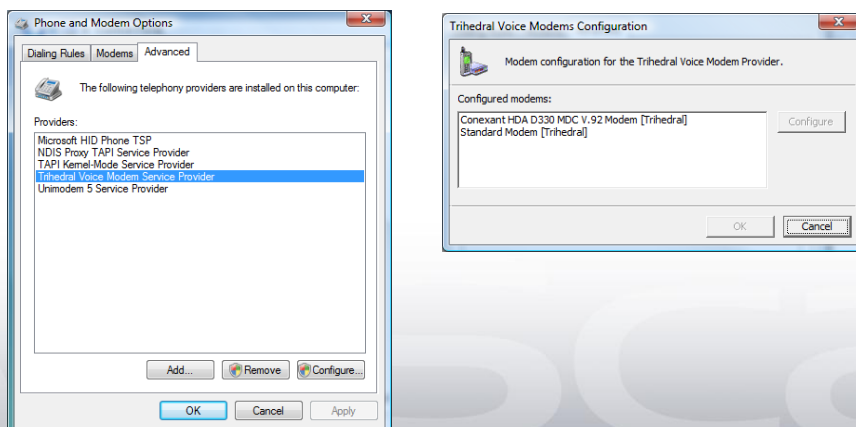 Phone and Modem Options
Dialing Rules
Modems
Advanced
The following telephony providers are installed on this computer:
Providers:
Microsoft HID Phone TSP
NDIS Proxy TAPI Service Provider
TAPI Kernel-Mode Service Provider
Trihedral Voice Modem Service Provider
Unimodem 5 Service Provider
Add...
Remove
Configure...
OK
Cancel
Apply
Trihedral Voice Modems Configuration
Modem configuration for the Trihedral Voice Modem Provider.
Configured modems:
Conexant HDA D330 MDC V.92 Modem [Trihedral]
Standard Modem [Trihedral]
Configure
OK
Cancel